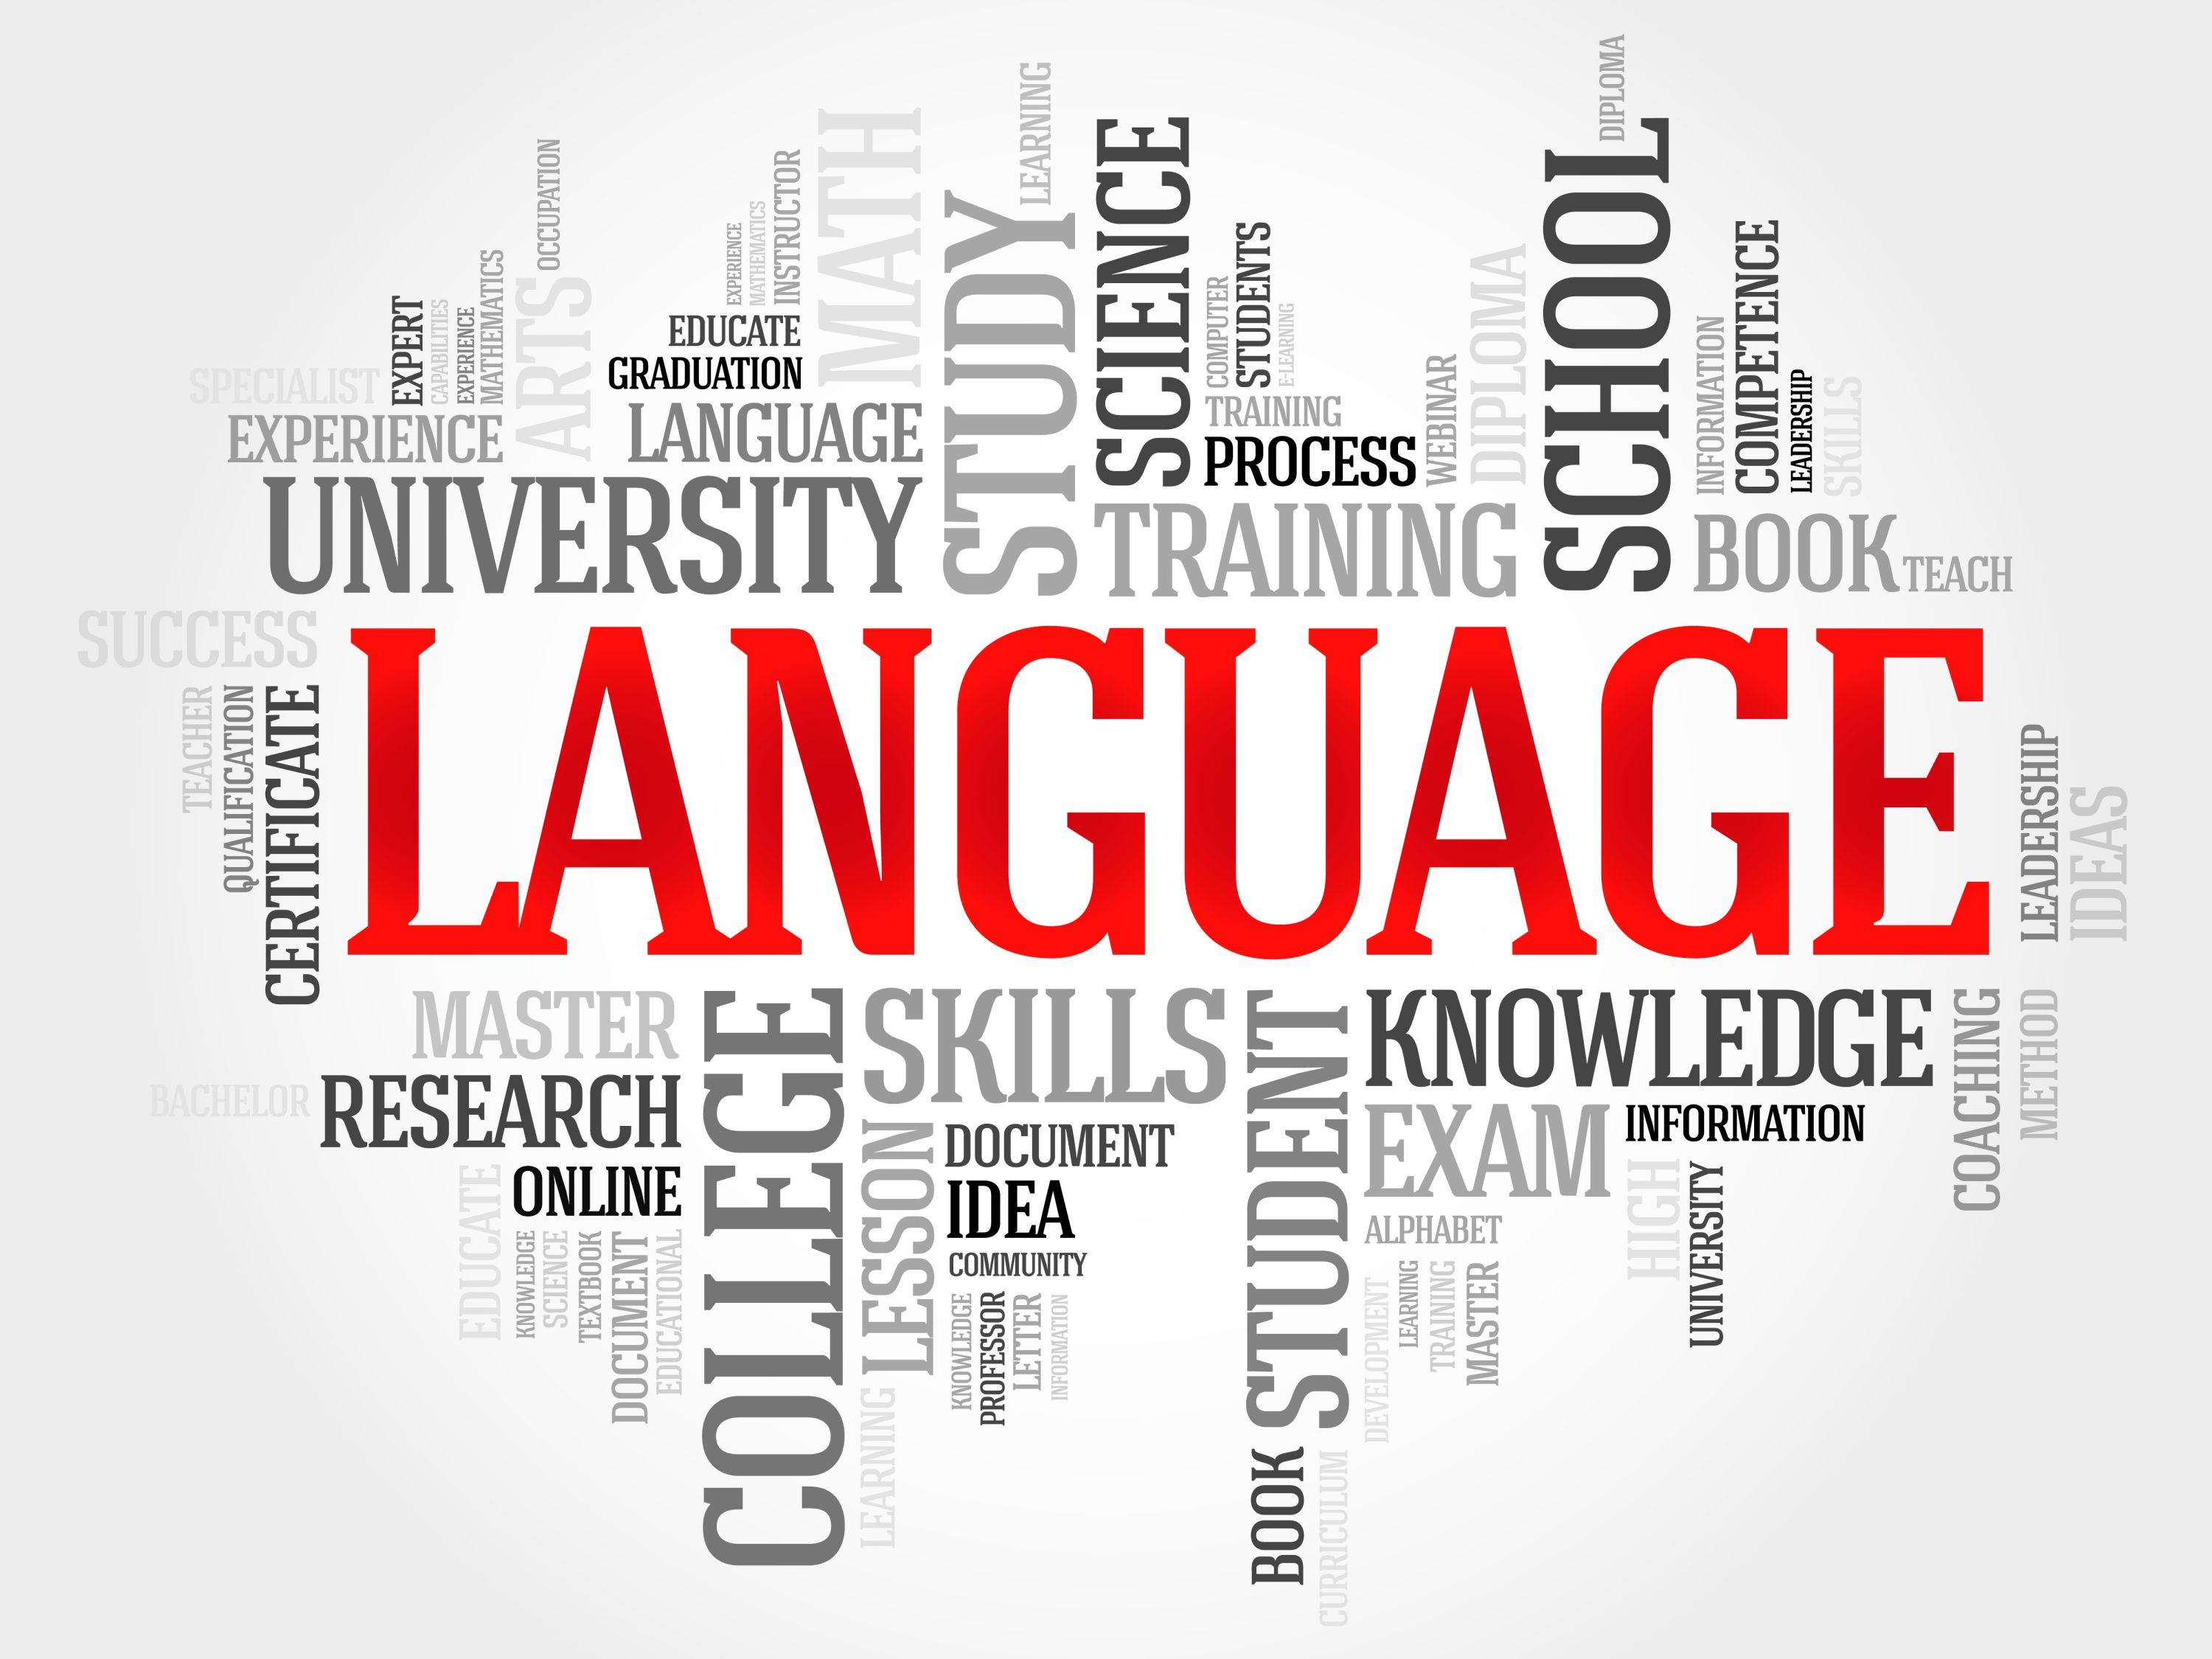 DIPLOMA
LEARNING
MATH
SCIENCE
SCHOOL
OCCUPATION
INSTRUCTOR
MATHEMATICS
EXPERIENCE
STUDY
COMPUTER
STUDENTS
E-LEARNING
DIPLOMA
COMPETENCE
EXPERT
CAPABILITIES
EXPERIENCE
MATHEMATICS
ARTS
EDUCATE
GRADUATION
SPECIALIST
EXPERIENCE
LANGUAGE
TRAINING
PROCESS
WEBINAR
INFORMATION
LEADERSHIP
SKILLS
UNIVERSITY
TRAINING
BOOK
TEACH
SUCCESS
LANGUAGE
TEACHER
QUALIFICATION
CERTIFICATE
LEADERSHIP
IDEAS
MASTER
COLLEGE
SKILLS
STUDENT
KNOWLEDGE
COACHING
METHOD
BACHELOR
RESEARCH
LESSON
DOCUMENT
EXAM
INFORMATION
EDUCATE
ONLINE
IDEA
HIGH
UNIVERSITY
KNOWLEDGE
SCIENCE
TEXTBOOK
DOCUMENT
EDUCATIONAL
COMMUNITY
ALPHABET
KNOWLEDGE
PROFESSOR
LETTER
INFORMATION
DEVELOPMENT
LEARNING
TRAINING
MASTER
LEARNING
BOOK
CURRICULUM